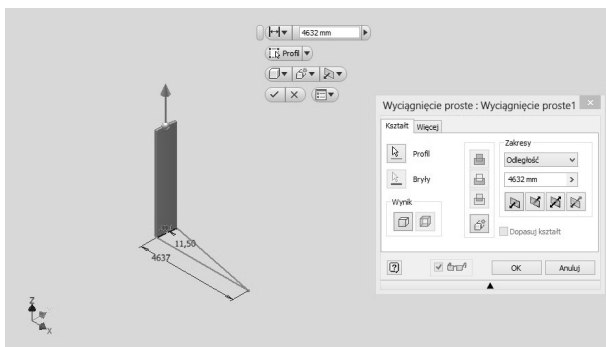 4632 mm
Profil
Wyciągnięcie proste : Wyciągnięcie proste1
Kształt Więcej
Profil
Bryły
Wynik
Zakresy
Odległość
4632 mm
Dopasuj kształt
OK Anuluj
11,50
4637
Z
X